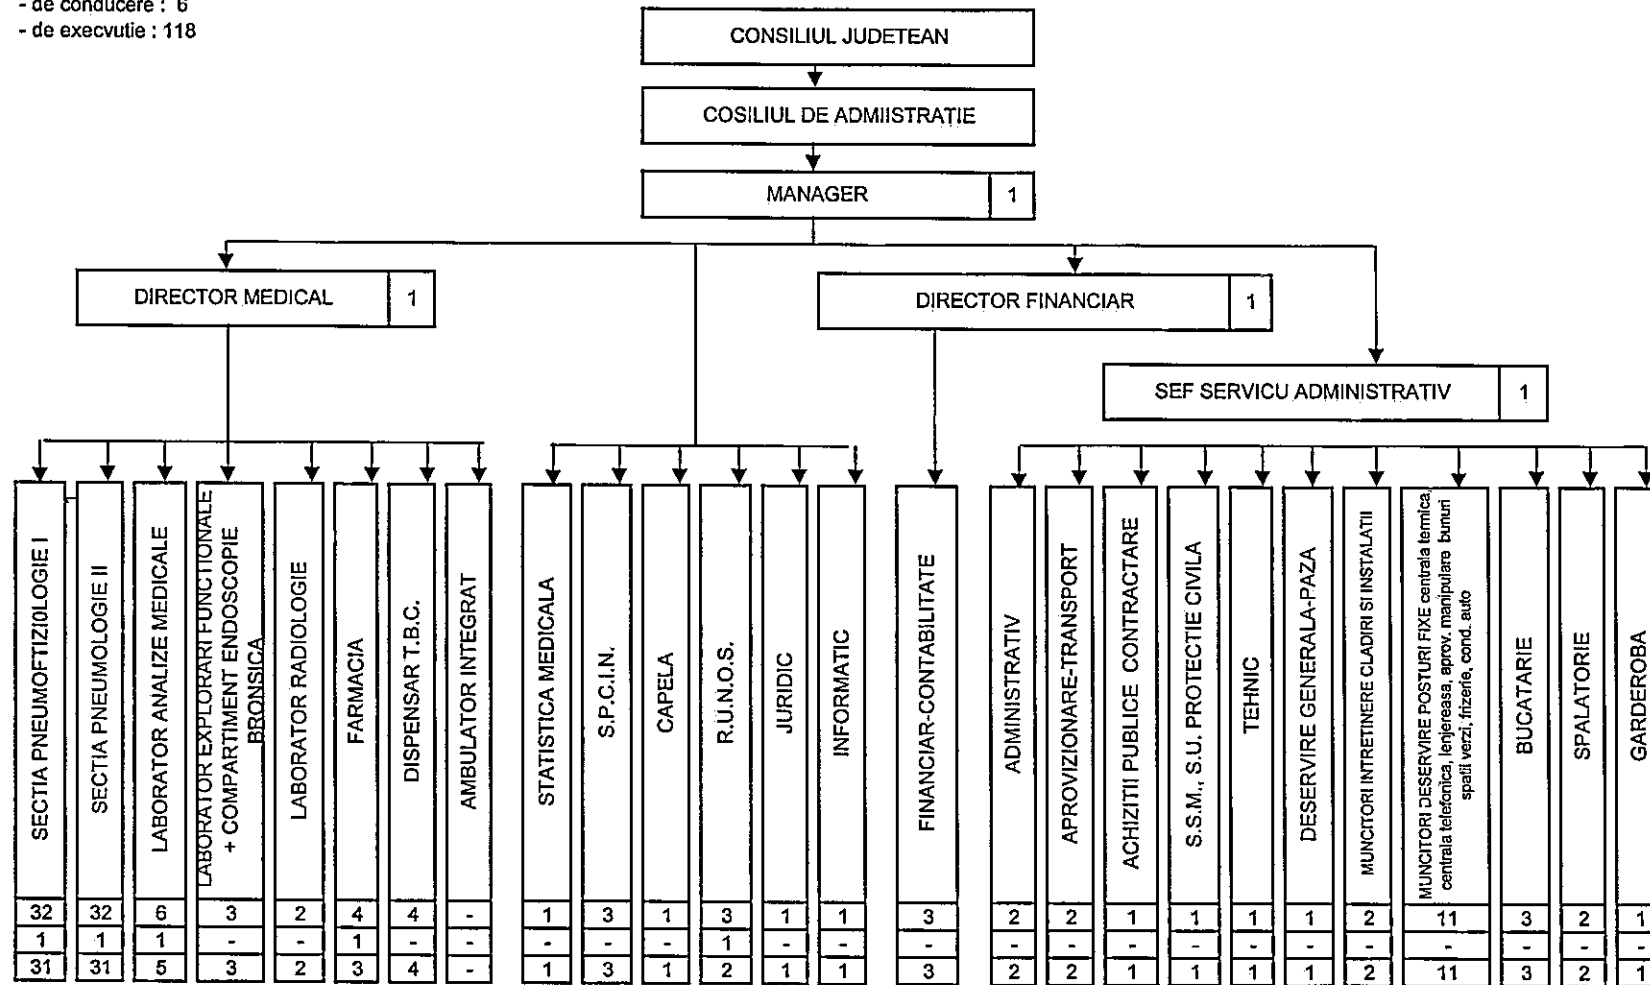 - de conducere : 6
- de execvutie : 118
CONSILIUL JUDETEAN
COSILIUL DE ADMIISTRAȚIE
MANAGER 1
DIRECTOR MEDICAL 1
DIRECTOR FINANCIAR 1
SEF SERVICU ADMINISTRATIV 1
SECTIA PNEUMOFTIZIOLOGIE I
SECTIA PNEUMOLOGIE II
LABORATOR ANALIZE MEDICALE
LABORATOR EXPLORARI FUNCTIONALE
+ COMPARTIMENT ENDOSCOPIE
BRONSICA
LABORATOR RADIOLOGIE
FARMACIA
DISPENSAR T.B.C.
AMBULATOR INTEGRAT
STATISTICA MEDICALA
S.P.C.I.N.
CAPELA
R.U.N.O.S.
JURIDIC
INFORMATIC
FINANCIAR-CONTABILITATE
ADMINISTRATIV
APROVIZIONARE-TRANSPORT
ACHIZITII PUBLICE CONTRACTARE
S.S.M., S.U. PROTECTIE CIVILA
TEHNIC
DESERVIRE GENERALA-PAZA
MUNCITORI INTRETINERE CLADIRI SI INSTALATII
MUNCITORI DESERVIRE POSTURI FIXE centrala termica,
centrala telefonica, lenjereasa, aprov. manipulare bunuri
spatii verzi, frizerie, cond. auto
BUCATARIE
SPALATORIE
GARDEROBA
32 32 6 3 2 4 4 - 1 3 1 3 1 1 3 2 2 1 1 1 1 2 11 3 2 1
1 1 1 - - 1 - - - - - 1 - - - - - - - - - - - - - -
31 31 5 3 2 3 4 - 1 3 1 2 1 1 3 2 2 1 1 1 1 2 11 3 2 1